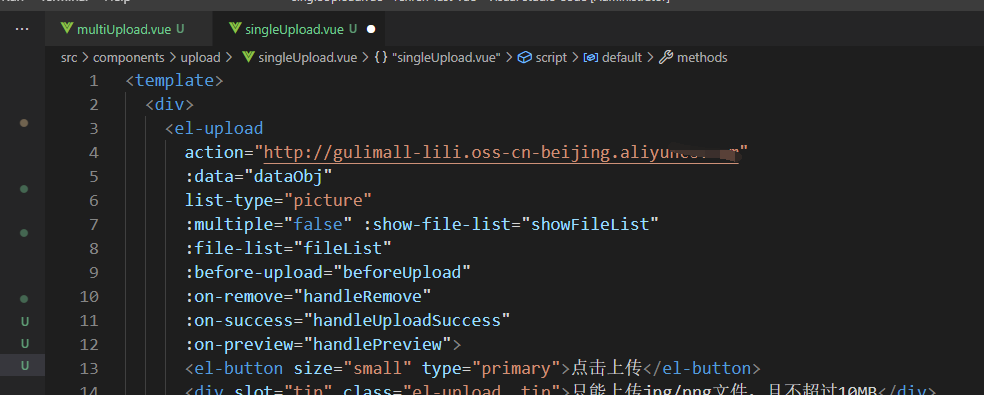 multiUpload.vue U singleUpload.vue U
src > components > upload > singleUpload.vue > {} "singleUpload.vue" > script > default > methods
1 <template>
2 <div>
3 <el-upload
4 action="http://gulimall-lili.oss-cn-beijing.
5 :data="dataObj"
6 list-type="picture"
7 :multiple="false" :show-file-list="showFileList"
8 :file-list="fileList"
9 :before-upload="beforeUpload"
10 :on-remove="handleRemove"
11 :on-success="handleUploadSuccess"
12 :on-preview="handlePreview">
13 <el-button size="small" type="primary">点击上传</el-button>
14 <div slot="tip" class="el-upload__tip">只能上传jpg/png文件，且不超过10MB</div>
U
U
U